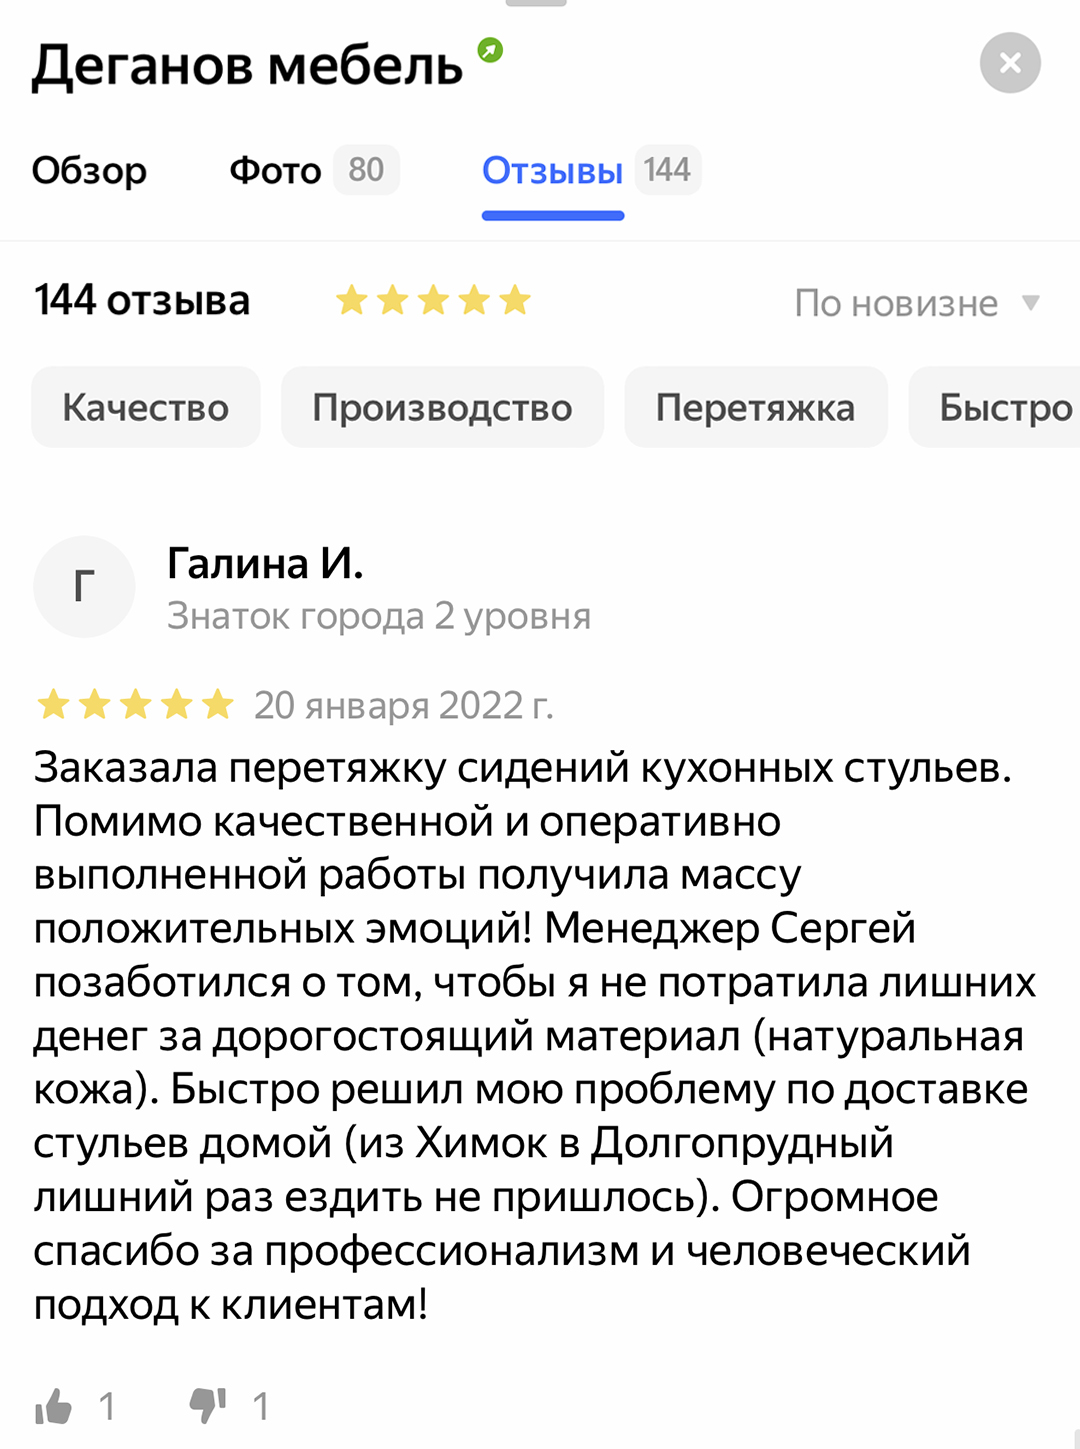 Деганов мебель
Обзор Фото 80 Отзывы 144
144 отзыва По новизне
Качество Производство Перетяжка Быстро
Г
Галина И.
Знаток города 2 уровня
20 января 2022 г.
Заказала перетяжку сидений кухонных стульев.
Помимо качественной и оперативно
выполненной работы получила массу
положительных эмоций! Менеджер Сергей
позаботился о том, чтобы я не потратила лишних
денег за дорогостоящий материал (натуральная
кожа). Быстро решил мою проблему по доставке
стульев домой (из Химок в Долгопрудный
лишний раз ездить не пришлось). Огромное
спасибо за профессионализм и человеческий
подход к клиентам!
1 1